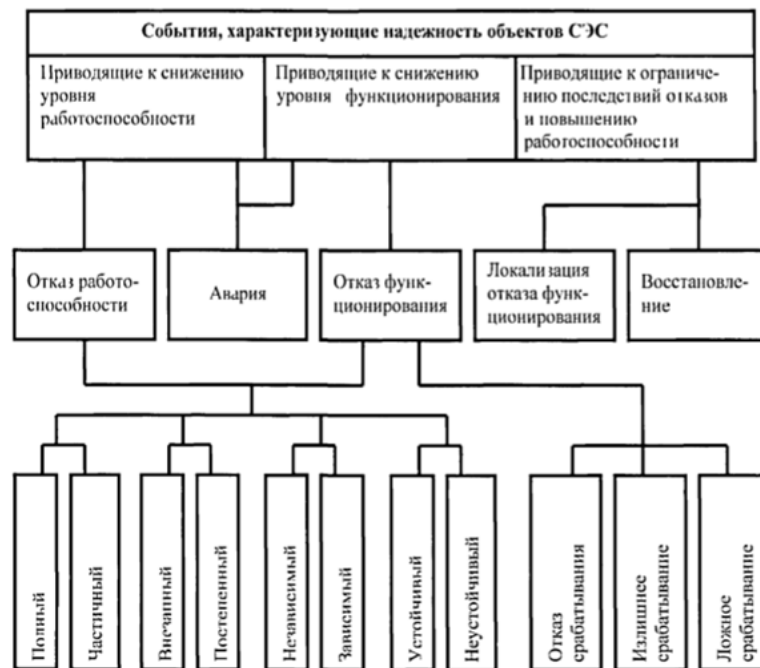 События, характеризующие надежность объектов СЭС
Приводящие к снижению
уровня
работоспособности
Приводящие к снижению
уровня функционирования
Приводящие к ограниче-
нию последствий отказов
и повышению
работоспособности
Отказ работо-
способности
Авария
Отказ функ-
ционирования
Локализация
отказа функ-
ционирования
Восстановле-
ние
Полный
Частичный
Внезапный
Постепенный
Независимый
Зависимый
Устойчивый
Неустойчивый
Отказ
срабатывания
Излишнее
срабатывание
Ложное
срабатывание